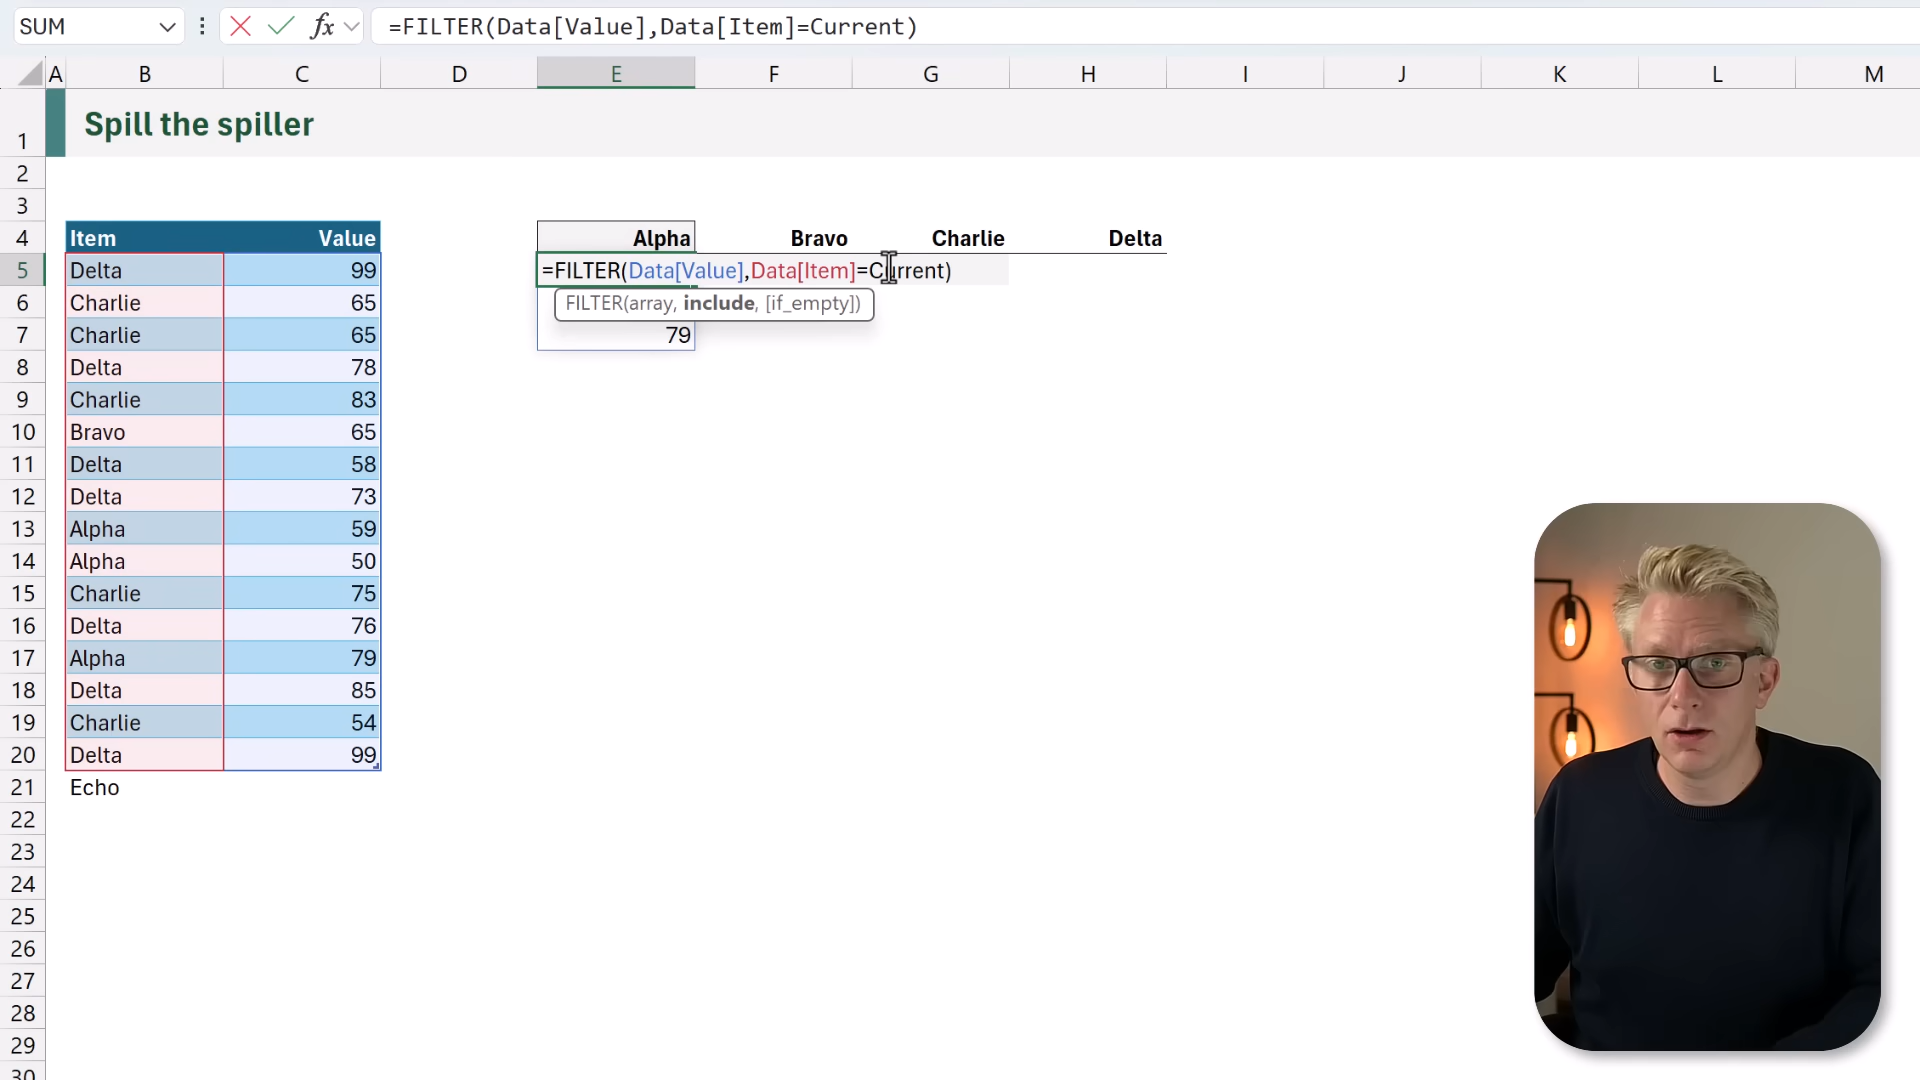 SUM fx =FILTER(Data[Value],Data[Item]=Current)
A B C D E F G H I J K L M
1 Spill the spiller
2
3
4 Item Value Alpha Bravo Charlie Delta
5 Delta 99 =FILTER(Data[Value],Data[Item]=Current)
6 Charlie 65 FILTER(array, include, [if_empty])
7 Charlie 65 79
8 Delta 78
9 Charlie 83
10 Bravo 65
11 Delta 58
12 Delta 73
13 Alpha 59
14 Alpha 50
15 Charlie 75
16 Delta 76
17 Alpha 79
18 Delta 85
19 Charlie 54
20 Delta 99
21 Echo
22
23
24
25
26
27
28
29
30